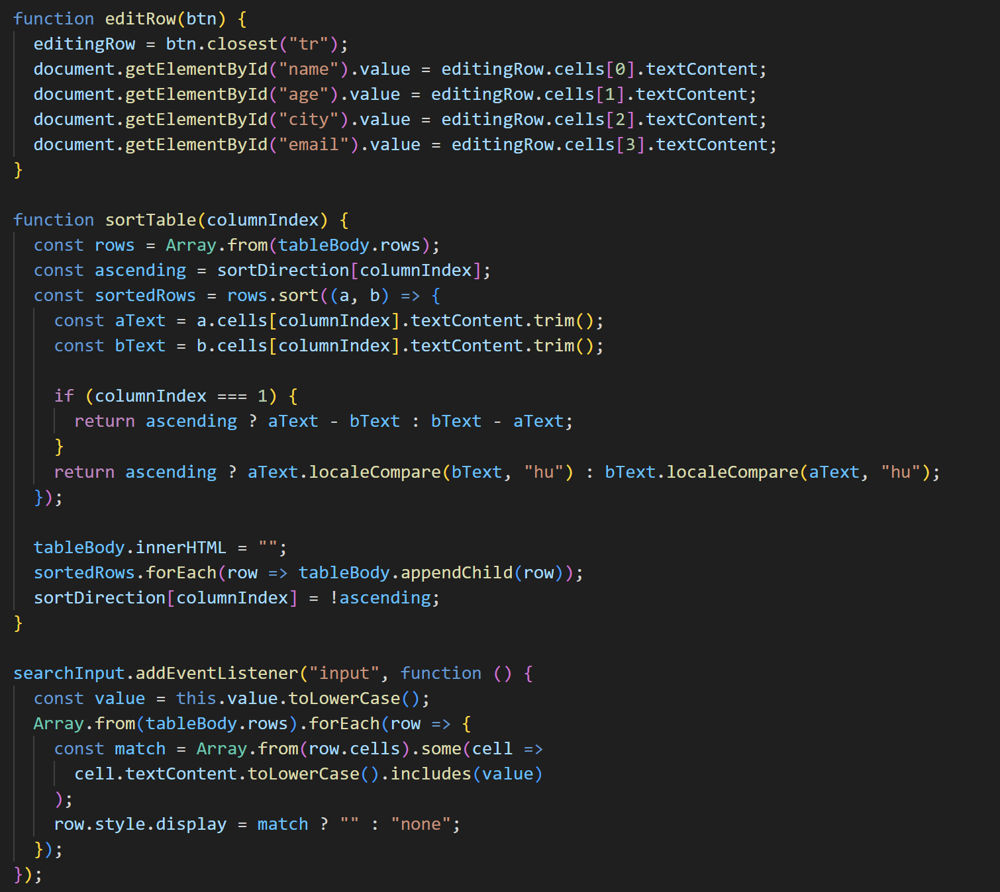 function editRow(btn) {
  editingRow = btn.closest("tr");
  document.getElementById("name").value = editingRow.cells[0].textContent;
  document.getElementById("age").value = editingRow.cells[1].textContent;
  document.getElementById("city").value = editingRow.cells[2].textContent;
  document.getElementById("email").value = editingRow.cells[3].textContent;
}

function sortTable(columnIndex) {
  const rows = Array.from(tableBody.rows);
  const ascending = sortDirection[columnIndex];
  const sortedRows = rows.sort((a, b) => {
    const aText = a.cells[columnIndex].textContent.trim();
    const bText = b.cells[columnIndex].textContent.trim();

    if (columnIndex === 1) {
      return ascending ? aText - bText : bText - aText;
    }
    return ascending ? aText.localeCompare(bText, "hu") : bText.localeCompare(aText, "hu");
  });

  tableBody.innerHTML = "";
  sortedRows.forEach(row => tableBody.appendChild(row));
  sortDirection[columnIndex] = !ascending;
}

searchInput.addEventListener("input", function () {
  const value = this.value.toLowerCase();
  Array.from(tableBody.rows).forEach(row => {
    const match = Array.from(row.cells).some(cell =>
      cell.textContent.toLowerCase().includes(value)
    );
    row.style.display = match ? "" : "none";
  });
});